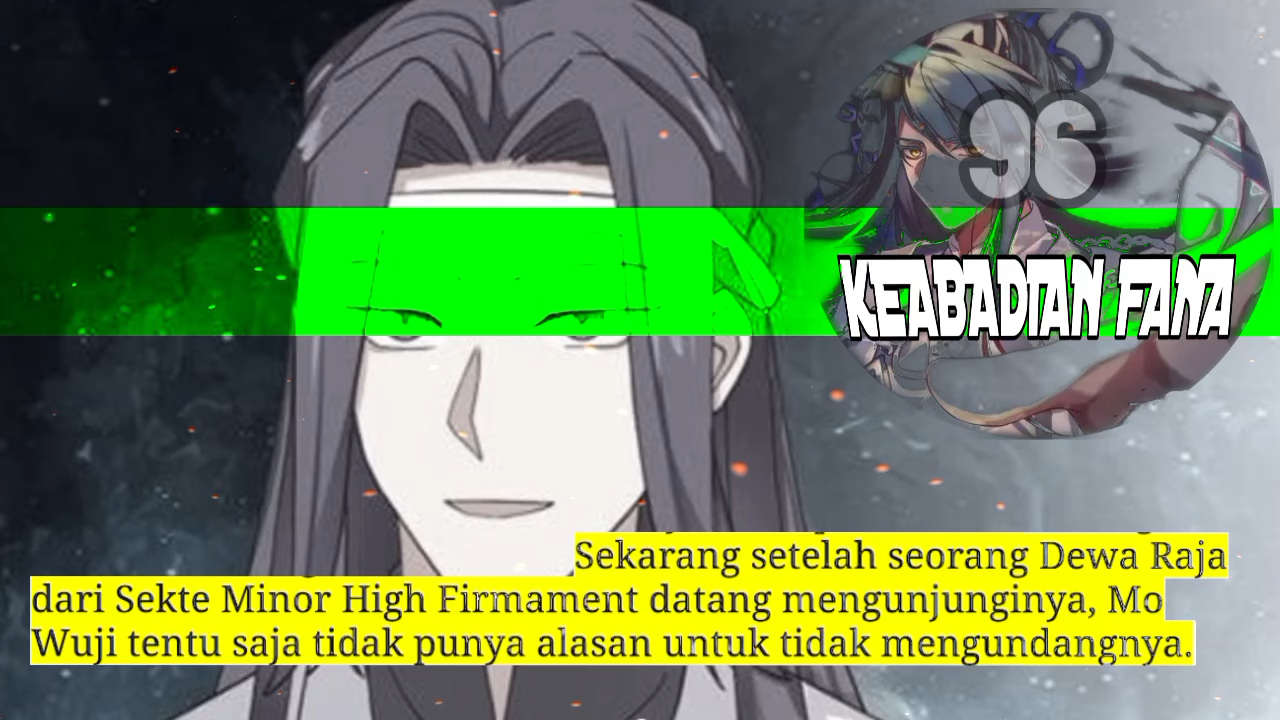 96
KEABADIAN FANA
Sekarang setelah seorang Dewa Raja
dari Sekte Minor High Firmament datang mengunjunginya, Mo
Wuji tentu saja tidak punya alasan untuk tidak mengundangnya.